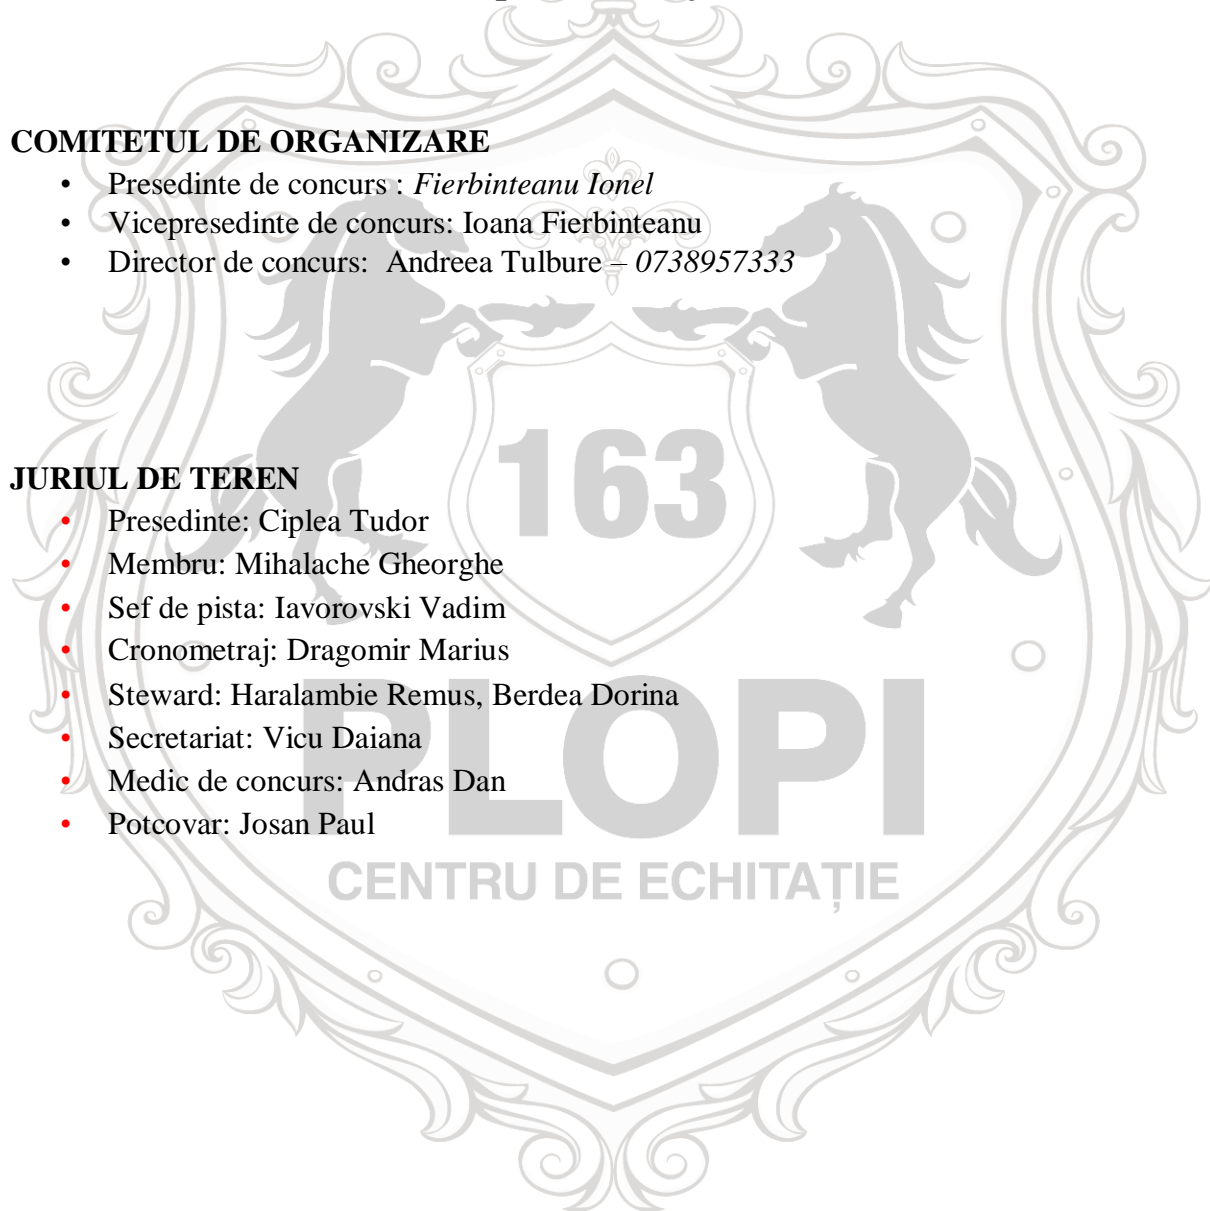 COMITETUL DE ORGANIZARE
• Presedinte de concurs : Fierbinteanu Ionel
• Vicepresedinte de concurs: Ioana Fierbinteanu
• Director de concurs: Andreea Tulbure – 0738957333
JURIUL DE TEREN
• Presedinte: Ciplea Tudor
• Membru: Mihalache Gheorghe
• Sef de pista: Iavorovski Vadim
• Cronometraj: Dragomir Marius
• Steward: Haralambie Remus, Berdea Dorina
• Secretariat: Vicu Daiana
• Medic de concurs: Andras Dan
• Potcovar: Josan Paul
163
PLOPI
CENTRU DE ECHITAȚIE